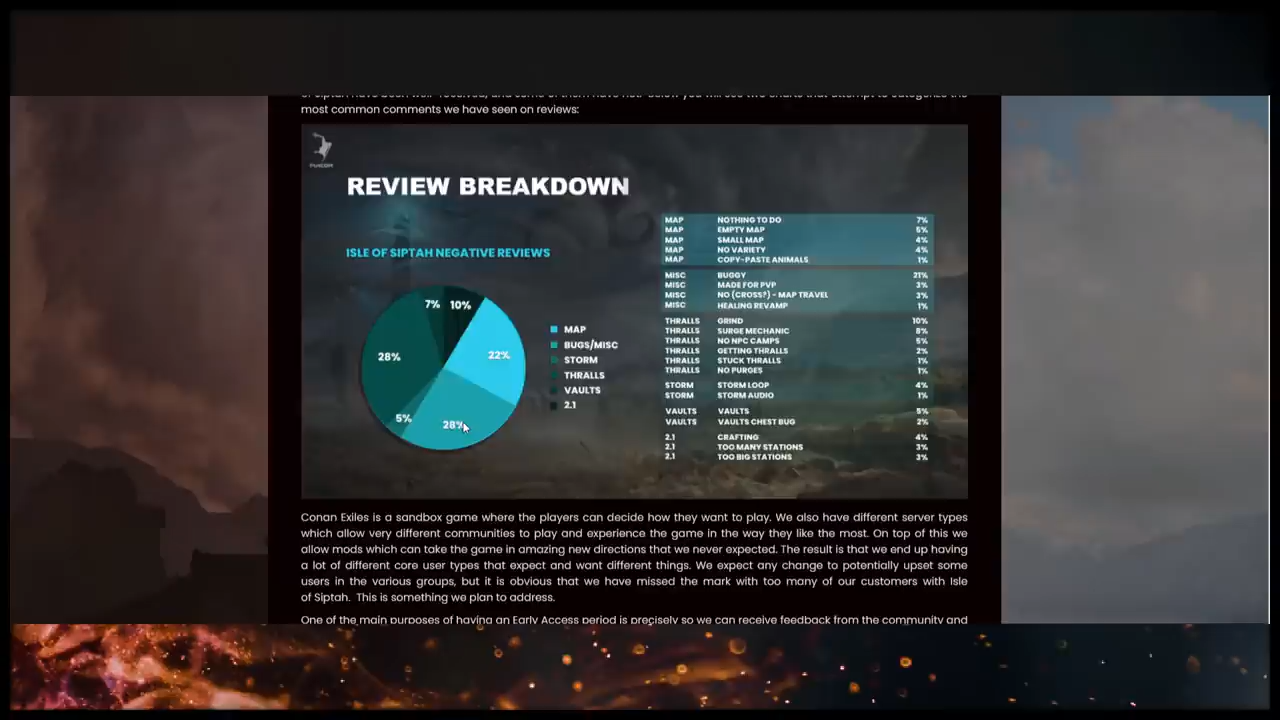 most common comments we have seen on reviews:
FUNCOM
REVIEW BREAKDOWN
ISLE OF SIPTAH NEGATIVE REVIEWS
7% 10%
28% 22%
5% 28%
MAP
BUGS/MISC
STORM
THRALLS
VAULTS
2.1
MAP NOTHING TO DO 7%
MAP EMPTY MAP 5%
MAP SMALL MAP 4%
MAP NO VARIETY 4%
MAP COPY-PASTE ANIMALS 1%
MISC BUGGY 21%
MISC MADE FOR PVP 3%
MISC NO (CROSS?) - MAP TRAVEL 3%
MISC HEALING REVAMP 1%
THRALLS GRIND 10%
THRALLS SURGE MECHANIC 8%
THRALLS NO NPC CAMPS 5%
THRALLS GETTING THRALLS 2%
THRALLS STUCK THRALLS 1%
THRALLS NO PURGES 1%
STORM STORM LOOP 4%
STORM STORM AUDIO 1%
VAULTS VAULTS 5%
VAULTS VAULTS CHEST BUG 2%
2.1 CRAFTING 4%
2.1 TOO MANY STATIONS 3%
2.1 TOO BIG STATIONS 3%
Conan Exiles is a sandbox game where the players can decide how they want to play. We also have different server types
which allow very different communities to play and experience the game in the way they like the most. On top of this we
allow mods which can take the game in amazing new directions that we never expected. The result is that we end up having
a lot of different core user types that expect and want different things. We expect any change to potentially upset some
users in the various groups, but it is obvious that we have missed the mark with too many of our customers with Isle
of Siptah. This is something we plan to address.
One of the main purposes of having an Early Access period is precisely so we can receive feedback from the community and